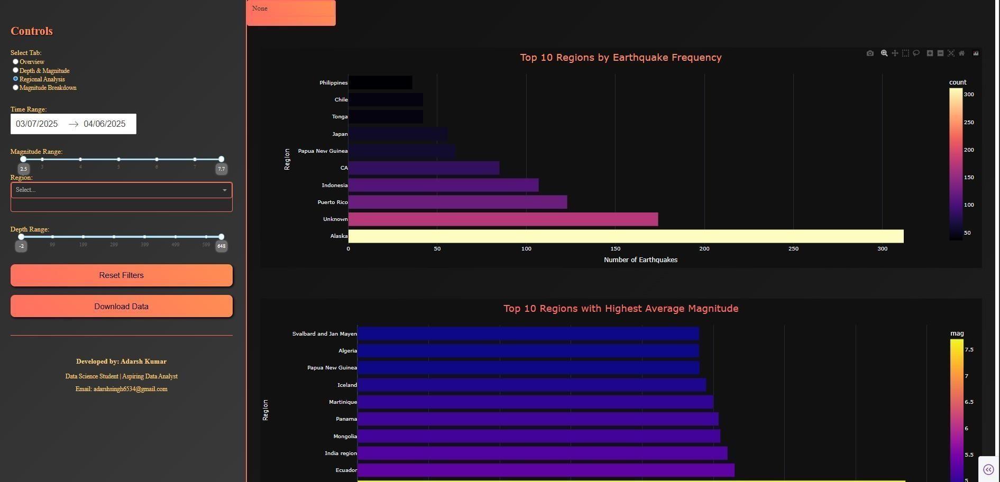 None
Controls
Select Tab:
Overview
Depth & Magnitude
Regional Analysis
Magnitude Breakdown
Time Range:
03/07/2025 → 04/06/2025
Magnitude Range:
3 4 5 6 7
2.5 7.7
Region:
Select...
Depth Range:
99 199 299 399 499 599
-2 648
Reset Filters
Download Data
Developed by: Adarsh Kumar
Data Science Student | Aspiring Data Analyst
Email: adarshsingh6534@gmail.com
Top 10 Regions by Earthquake Frequency
Region
Philippines
Chile
Tonga
Japan
Papua New Guinea
CA
Indonesia
Puerto Rico
Unknown
Alaska
0 50 100 150 200 250 300
Number of Earthquakes
count
300
250
200
150
100
50
Top 10 Regions with Highest Average Magnitude
Region
Svalbard and Jan Mayen
Algeria
Papua New Guinea
Iceland
Martinique
Panama
Mongolia
India region
Ecuador
mag
7.5
7
6.5
6
5.5
5